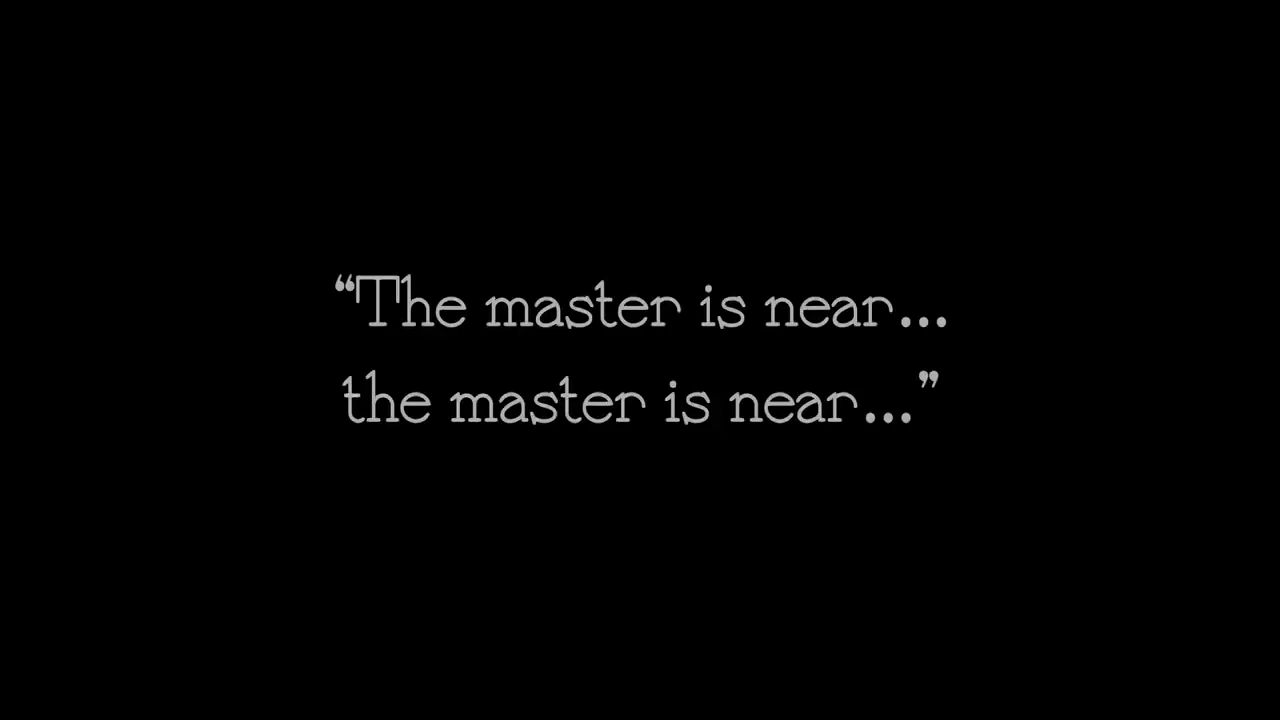 “The master is near...
the master is near...”